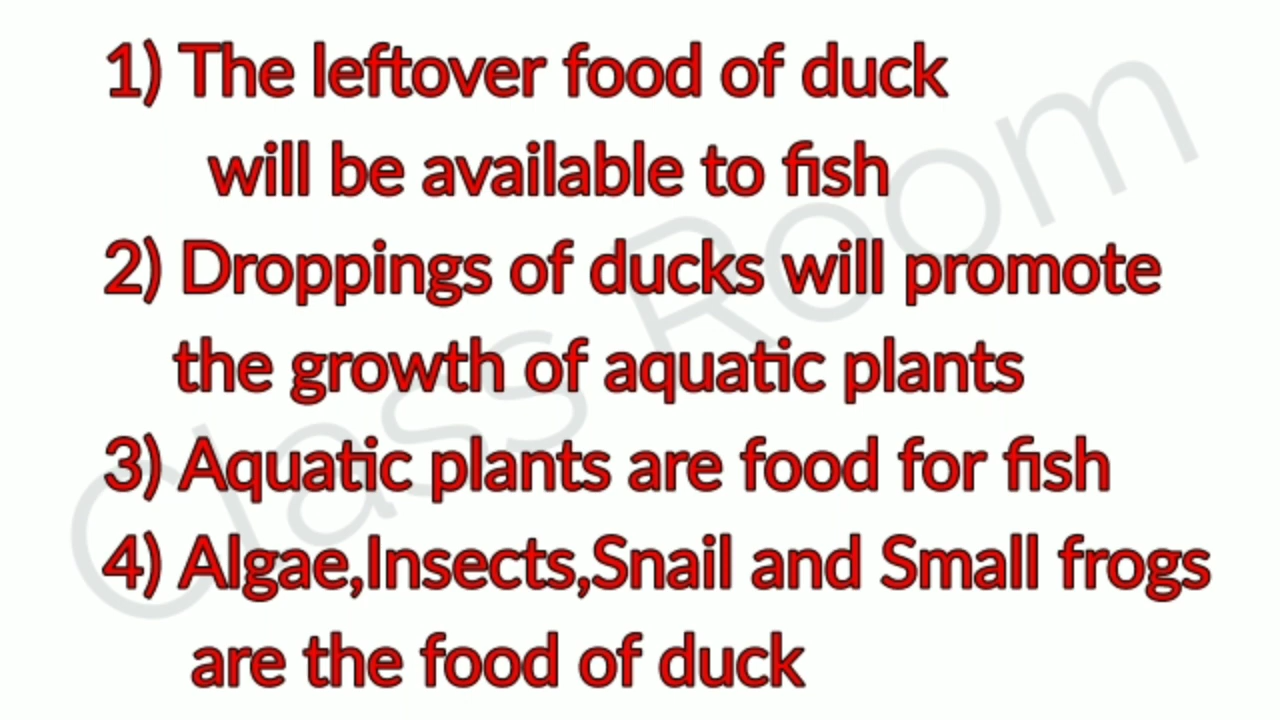 1) The leftover food of duck
will be available to fish
2) Droppings of ducks will promote
the growth of aquatic plants
3) Aquatic plants are food for fish
4) Algae,Insects,Snail and Small frogs
are the food of duck
Class Room